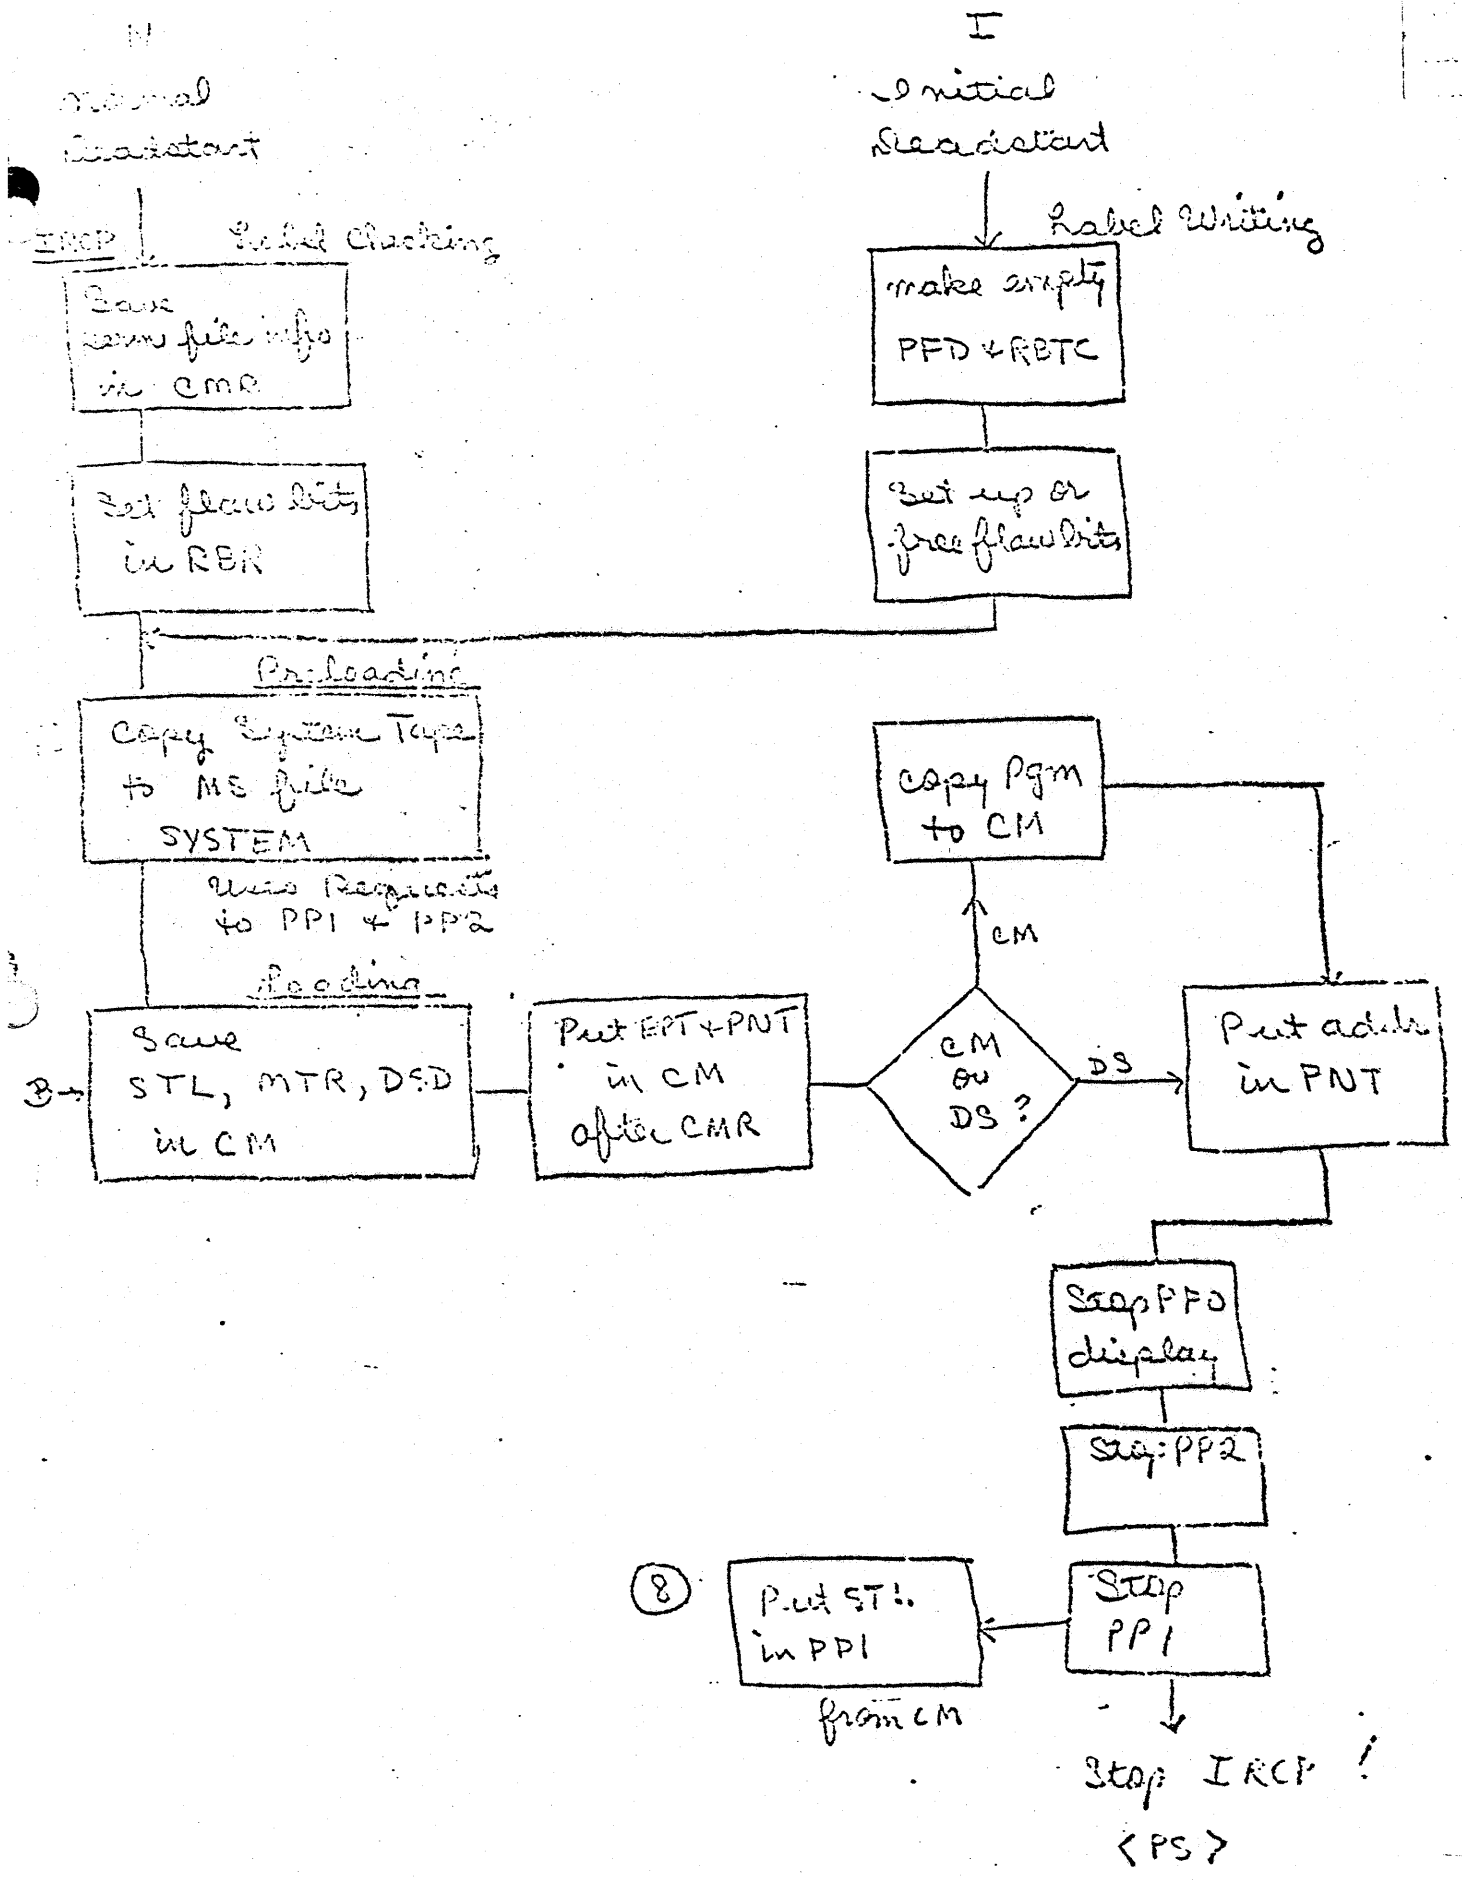 N
Normal
Deadstart
IRCP
Label Checking
Save
perm file info
in CMR
Set flaw bits
in RBR
I
Initial
Deadstart
Label Writing
make empty
PFD & RBTC
Set up or
free flaw bits
Preloading
Copy System Tape
to MS file
SYSTEM
Uses Requests
to PP1 & PP2
Loading
B→
Save
STL, MTR, DSD
in CM
Put EPT & PNT
in CM
after CMR
CM
or
DS?
CM
DS
copy Pgm
to CM
Put addr
in PNT
Stop PF0
display
Stop PP2
Stop
PP1
8
Put STL
in PP1
from CM
Stop IRCP!
<PS>